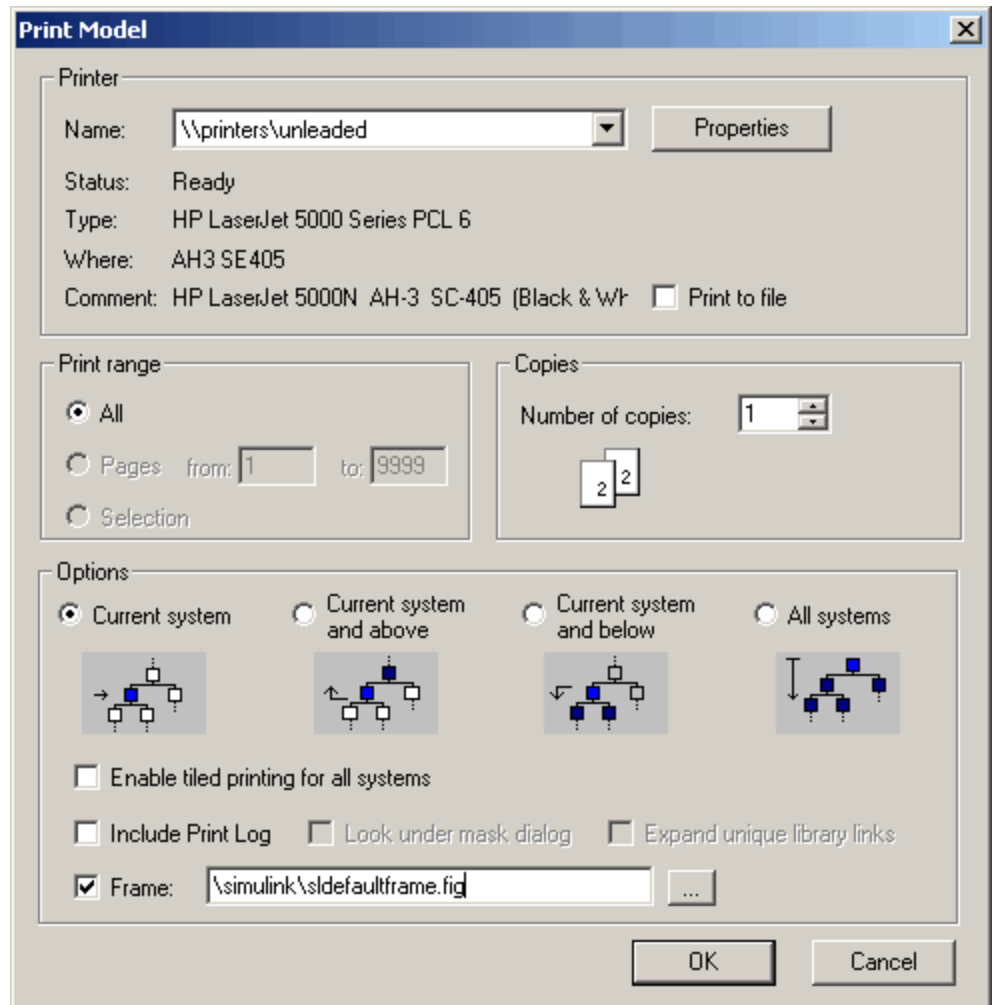 Print Model
Printer
Name: \\printers\unleaded Properties
Status: Ready
Type: HP LaserJet 5000 Series PCL 6
Where: AH3 SE405
Comment: HP LaserJet 5000N AH-3 SC-405 (Black & Wh Print to file
Print range
All
Pages from: 1 to: 9999
Selection
Copies
Number of copies: 1
2 2
Options
Current system
Current system
and above
Current system
and below
All systems
Enable tiled printing for all systems
Include Print Log Look under mask dialog Expand unique library links
Frame: \simulink\sldefaultframe.fig ...
OK Cancel